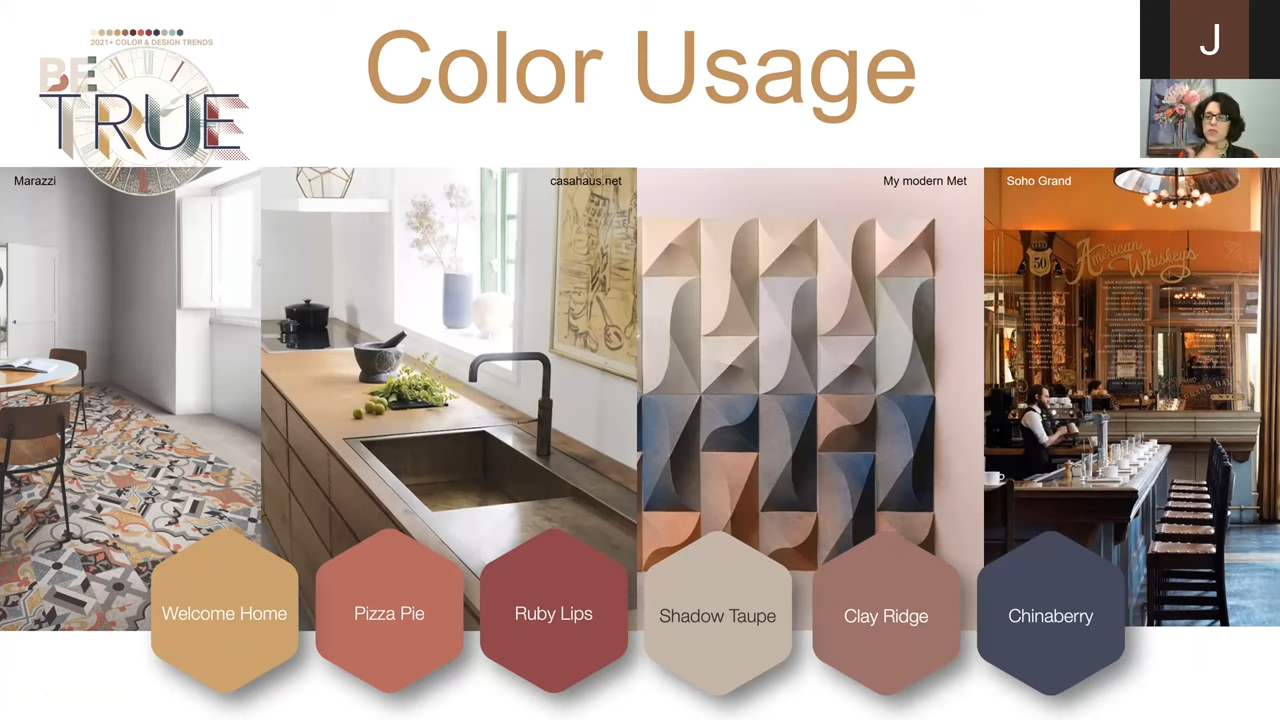 2021+ COLOR & DESIGN TRENDS
BE
TRUE
Color Usage
J
Marazzi
casahaus.net
My modern Met
Soho Grand
50
American
Whiskeys
Welcome Home
Pizza Pie
Ruby Lips
Shadow Taupe
Clay Ridge
Chinaberry